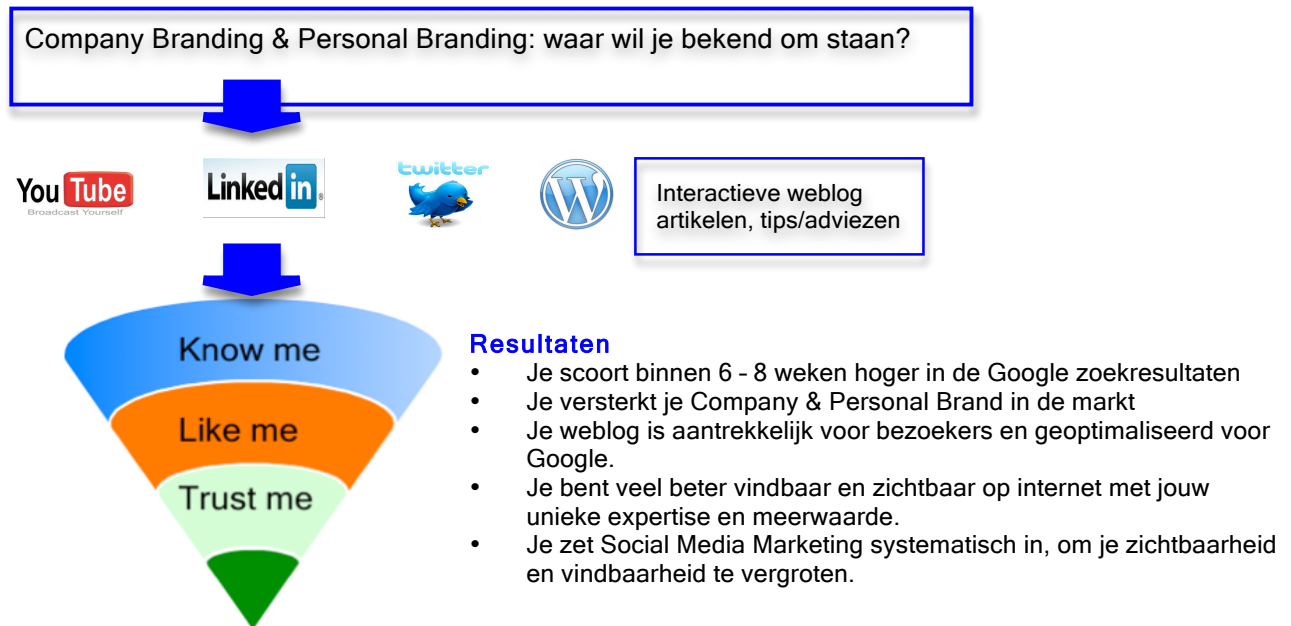 Company Branding & Personal Branding: waar wil je bekend om staan?
You Tube
Broadcast Yourself
Linked in ®
twitter
W
Interactieve weblog
artikelen, tips/adviezen
Know me
Like me
Trust me
Resultaten
• Je scoort binnen 6 - 8 weken hoger in de Google zoekresultaten
• Je versterkt je Company & Personal Brand in de markt
• Je weblog is aantrekkelijk voor bezoekers en geoptimaliseerd voor
Google.
• Je bent veel beter vindbaar en zichtbaar op internet met jouw
unieke expertise en meerwaarde.
• Je zet Social Media Marketing systematisch in, om je zichtbaarheid
en vindbaarheid te vergroten.